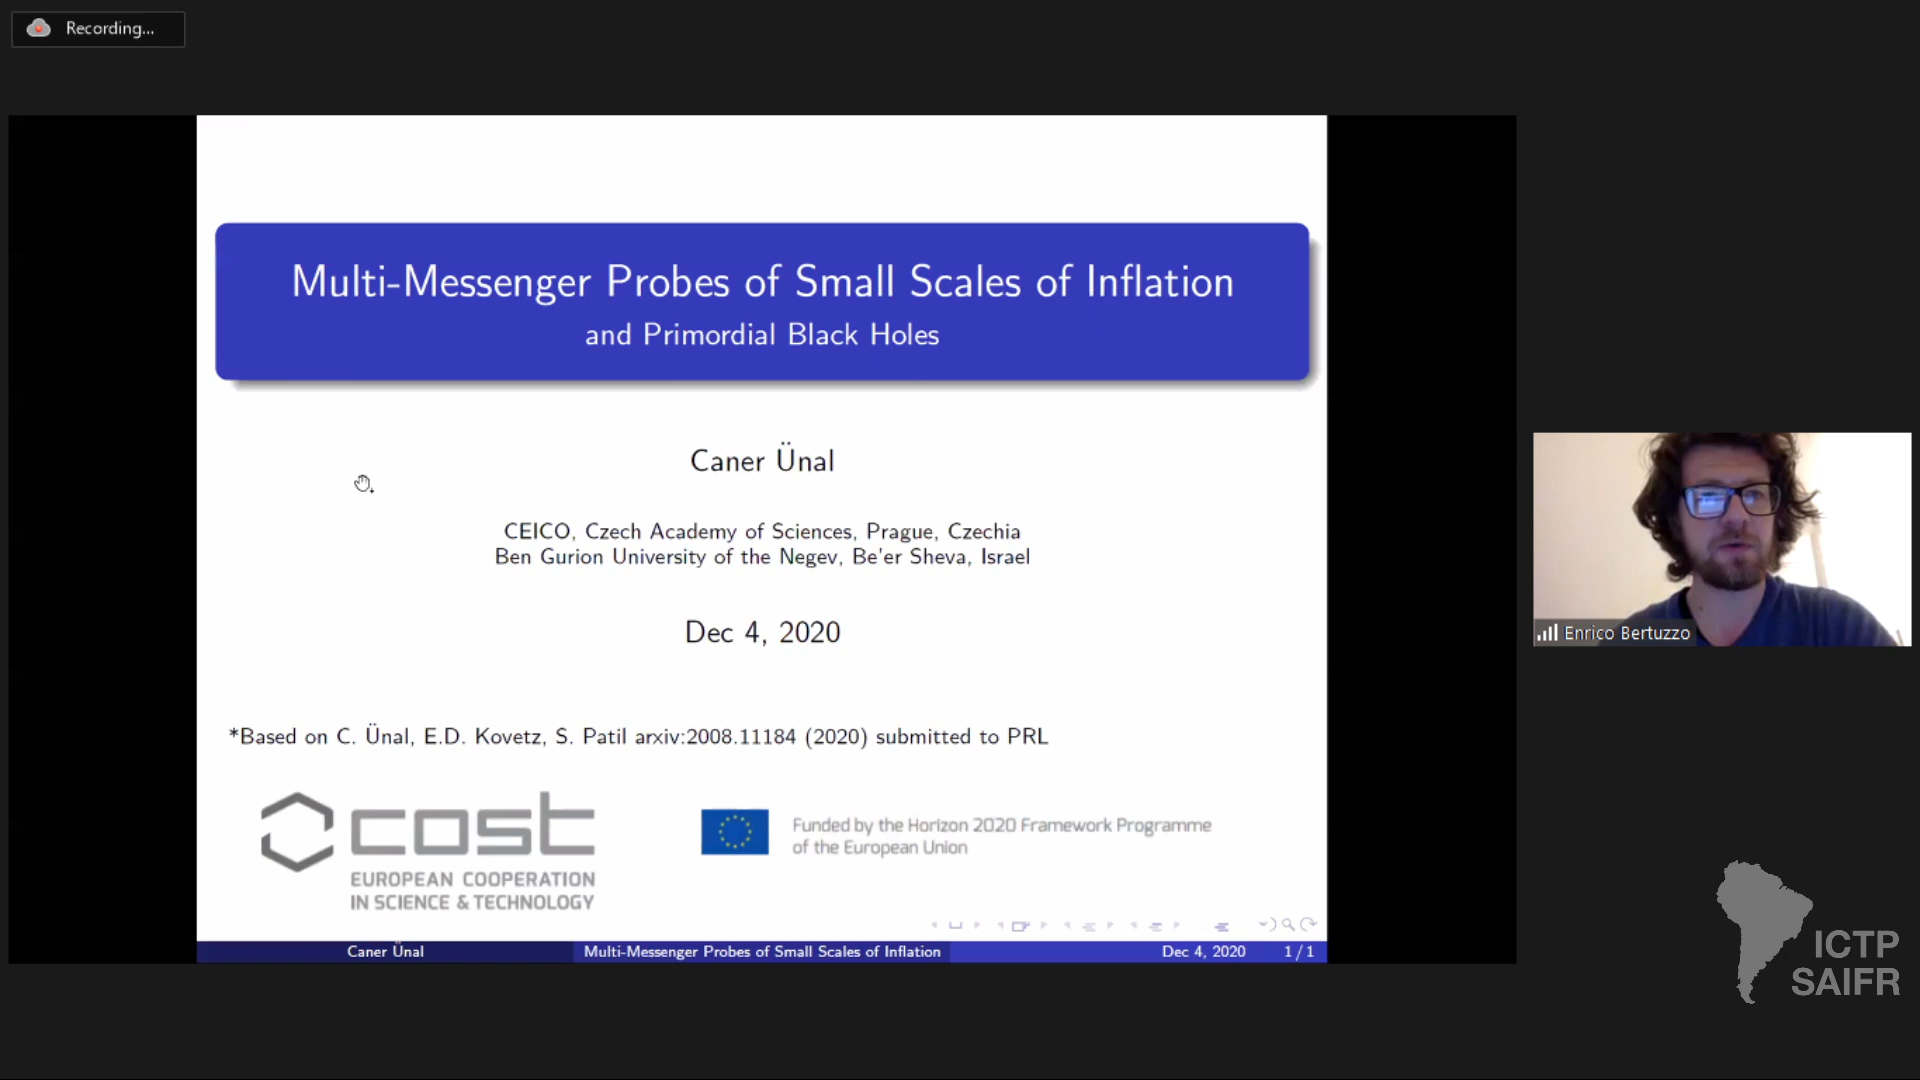 Recording...
Multi-Messenger Probes of Small Scales of Inflation
and Primordial Black Holes
Caner Ünal
CEICO, Czech Academy of Sciences, Prague, Czechia
Ben Gurion University of the Negev, Be'er Sheva, Israel
Dec 4, 2020
*Based on C. Ünal, E.D. Kovetz, S. Patil arxiv:2008.11184 (2020) submitted to PRL
cost
EUROPEAN COOPERATION
IN SCIENCE & TECHNOLOGY
Funded by the Horizon 2020 Framework Programme
of the European Union
Caner Ünal Multi-Messenger Probes of Small Scales of Inflation Dec 4, 2020 1 / 1
Enrico Bertuzzo
ICTP
SAIFR